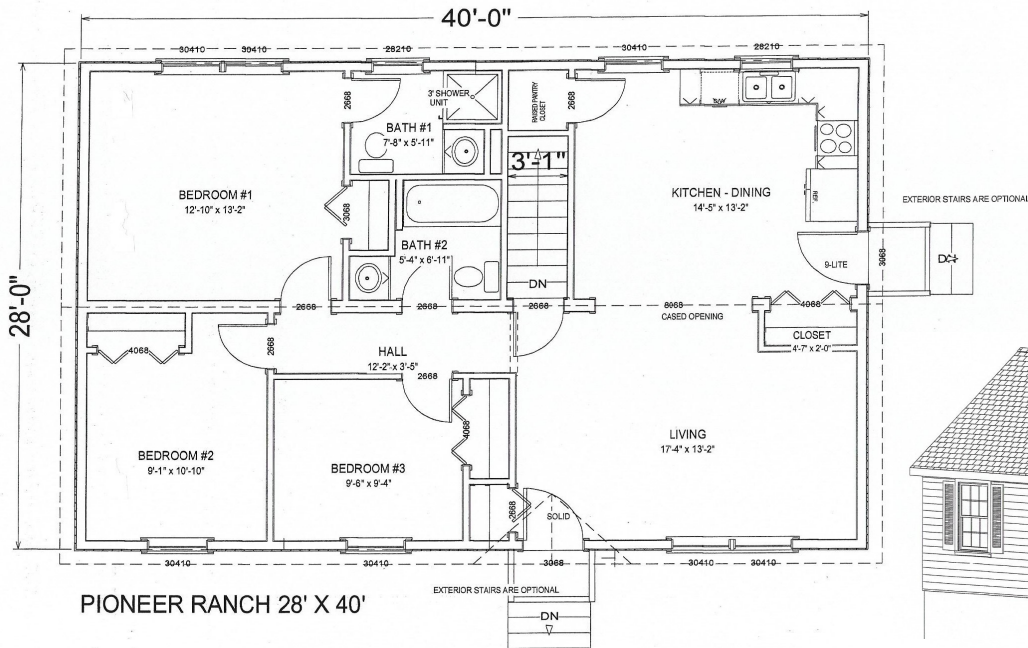 40'-0"
30410 30410 28210 30410 28210
28'-0"
2668
3' SHOWER
UNIT
RAISED PANTRY
CLOSET
2668
D/W
BATH #1
7'-8" x 5'-11"
3'-1"
BEDROOM #1
12'-10" x 13'-2"
KITCHEN - DINING
14'-5" x 13'-2"
REF.
EXTERIOR STAIRS ARE OPTIONAL
3068
BATH #2
5'-4" x 6'-11"
9-LITE
3068
DN
DN
2668 2668 2668 8068 4068
CASED OPENING
CLOSET
4'-7" x 2'-0"
4068
2668
HALL
12'-2" x 3'-5"
2668
4068
BEDROOM #2
9'-1" x 10'-10"
BEDROOM #3
9'-6" x 9'-4"
LIVING
17'-4" x 13'-2"
2668
SOLID
30410 30410 3068 30410 30410
EXTERIOR STAIRS ARE OPTIONAL
PIONEER RANCH 28' X 40'
DN